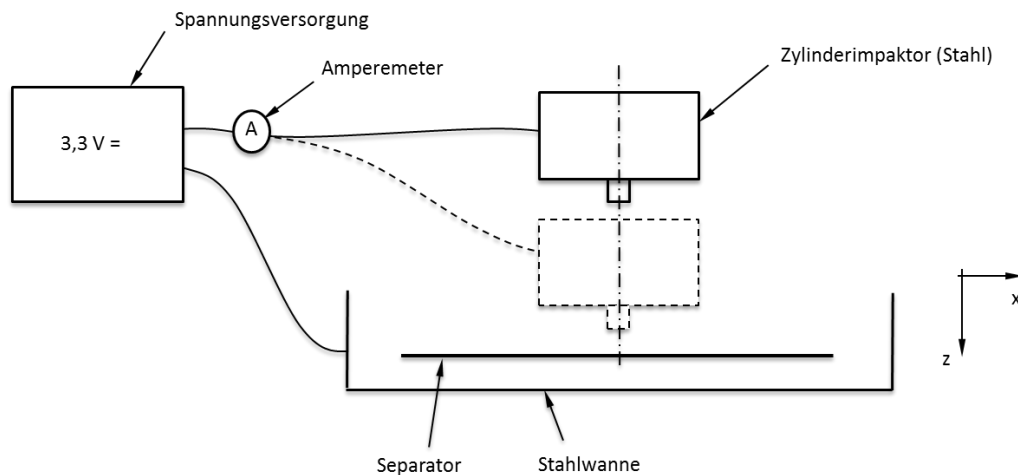 Spannungsversorgung
Amperemeter
Zylinderimpaktor (Stahl)
3,3 V =
A
x
z
Separator
Stahlwanne